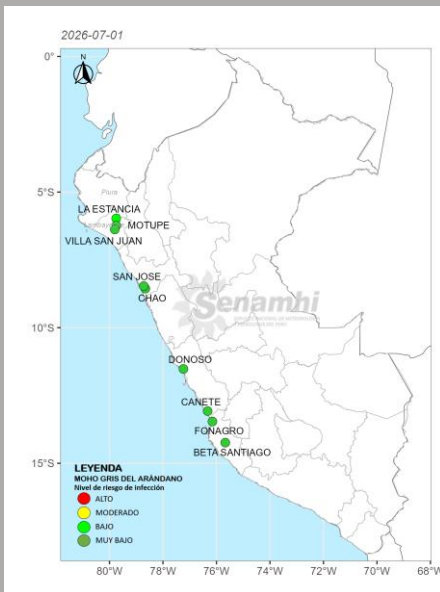 2026-07-01
N
0°
5°S
10°S
15°S
Piura
LA ESTANCIA
MOTUPE
VILLA SAN JUAN
SAN JOSE
CHAO
Senamhi
DONOSO
CANETE
FONAGRO
BETA SANTIAGO
LEYENDA
MOHO GRIS DEL ARÁNDANO
Nivel de riesgo de infección
ALTO
MODERADO
BAJO
MUY BAJO
80°W 78°W 76°W 74°W 72°W 70°W 68°W